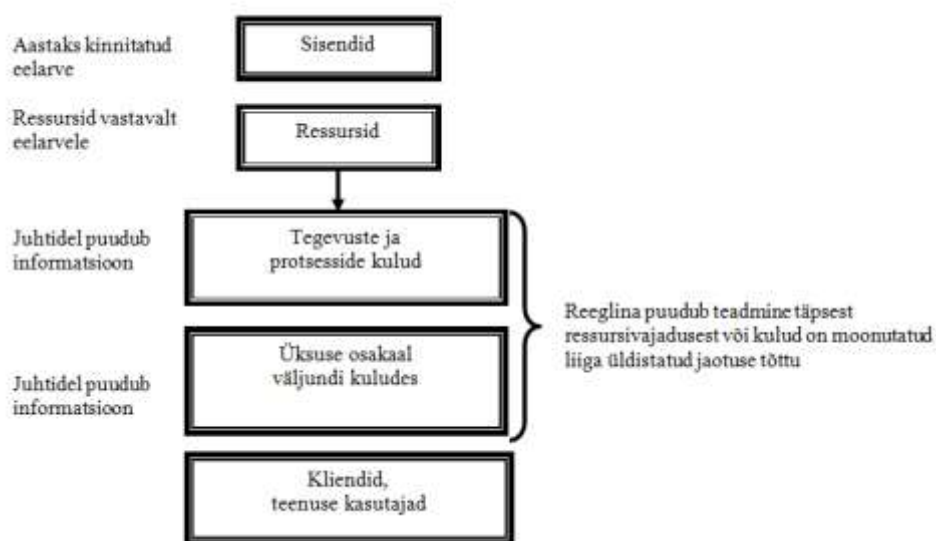 Aastaks kinnitatud
eelarve
Sisendid
Ressursid vastavalt
eelarvele
Ressursid
Juhtidel puudub
informatsioon
Tegevuste ja
protsesside kulud
Reeglina puudub teadmine täpsest
ressursivajadusest või kulud on moonutatud
liiga üldistatud jaotuse tõttu
Juhtidel puudub
informatsioon
Üksuse osakaal
väljundi kuludes
Kliendid,
teenuse kasutajad